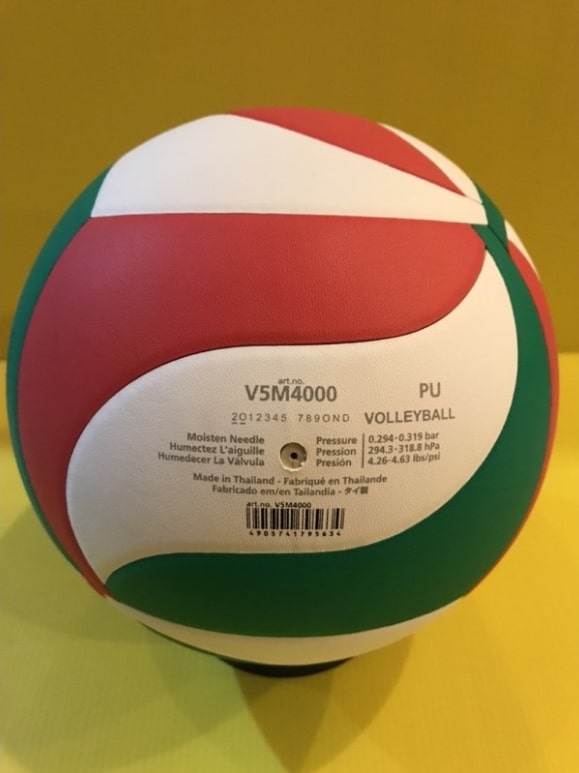 art.no.
V5M4000
PU
2012345 789OND
VOLLEYBALL
Moisten Needle
Humectez L'aiguille
Humedecer La Válvula
Pressure
Pression
Presión
0.294-0.319 bar
294.3-318.8 hPa
4.26-4.63 lbs/psi
Made in Thailand - Fabriqué en Thaïlande
Fabricado em/en Tailandia - タイ製
art.no. V5M4000
4905741795634